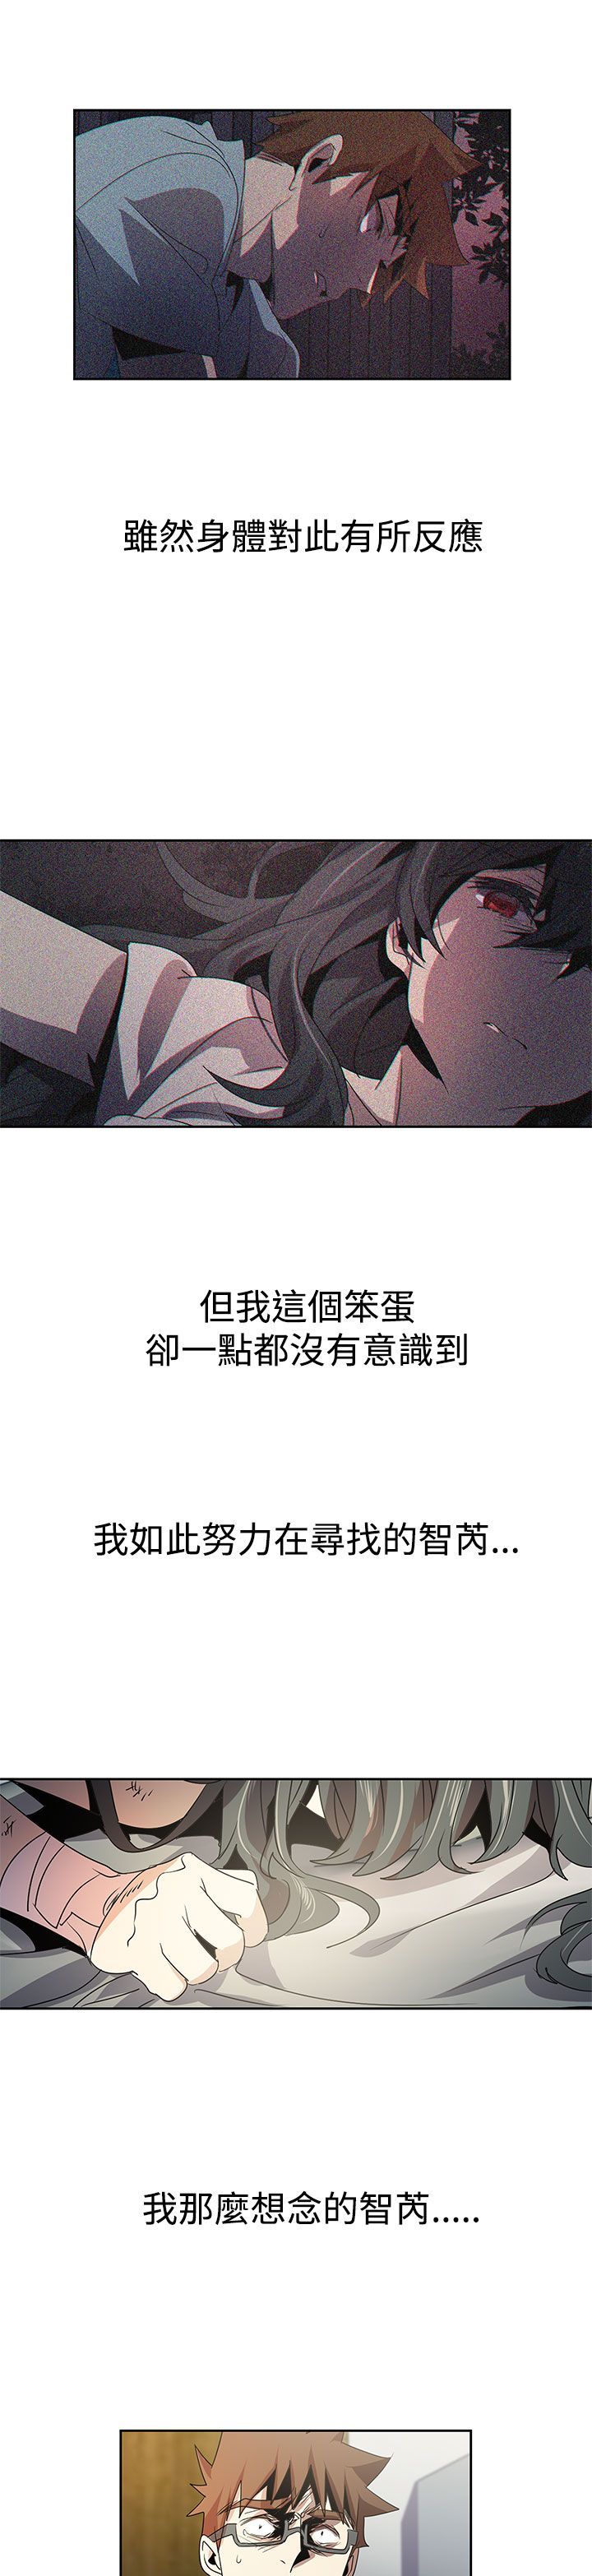 雖然身體對此有所反應
但我這個笨蛋
卻一點都沒有意識到
我如此努力在尋找的智芮...
我那麼想念的智芮.....